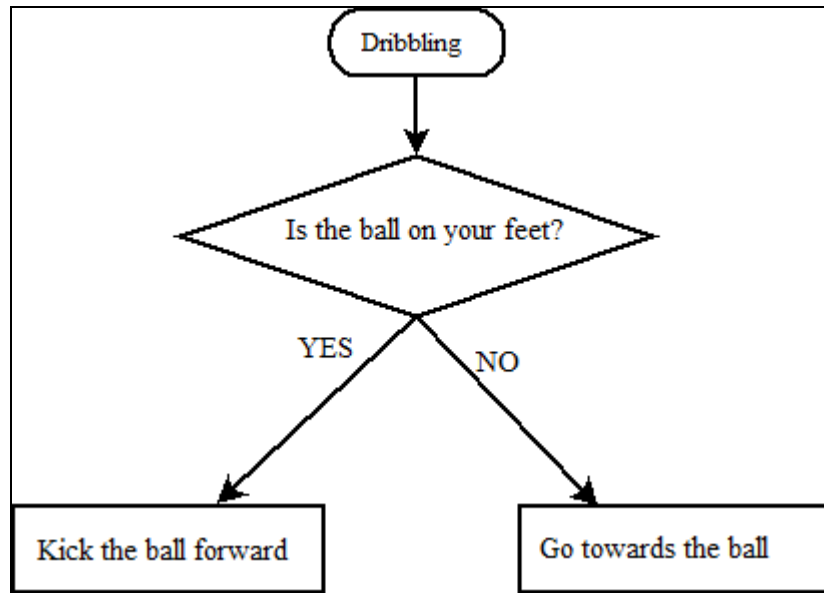 Dribbling
Is the ball on your feet?
YES
NO
Kick the ball forward
Go towards the ball